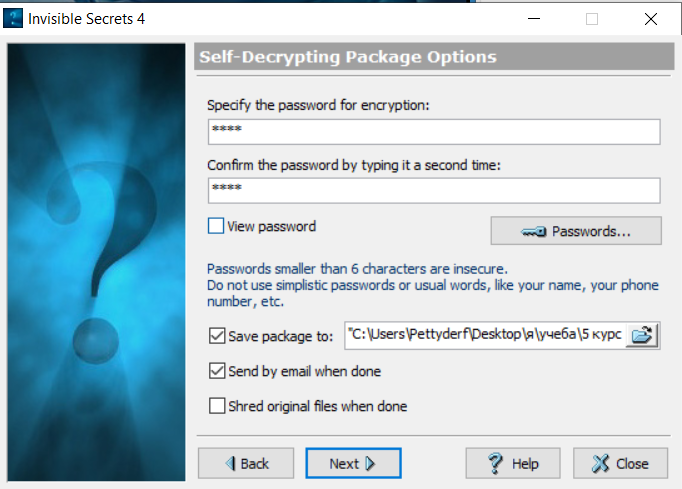 Invisible Secrets 4
Self-Decrypting Package Options
Specify the password for encryption:
****
Confirm the password by typing it a second time:
****
View password
Passwords...
Passwords smaller than 6 characters are insecure.
Do not use simplistic passwords or usual words, like your name, your phone
number, etc.
Save package to: "C:\Users\Pettyderf\Desktop\я\учеба\5 курс
Send by email when done
Shred original files when done
Back Next Help Close